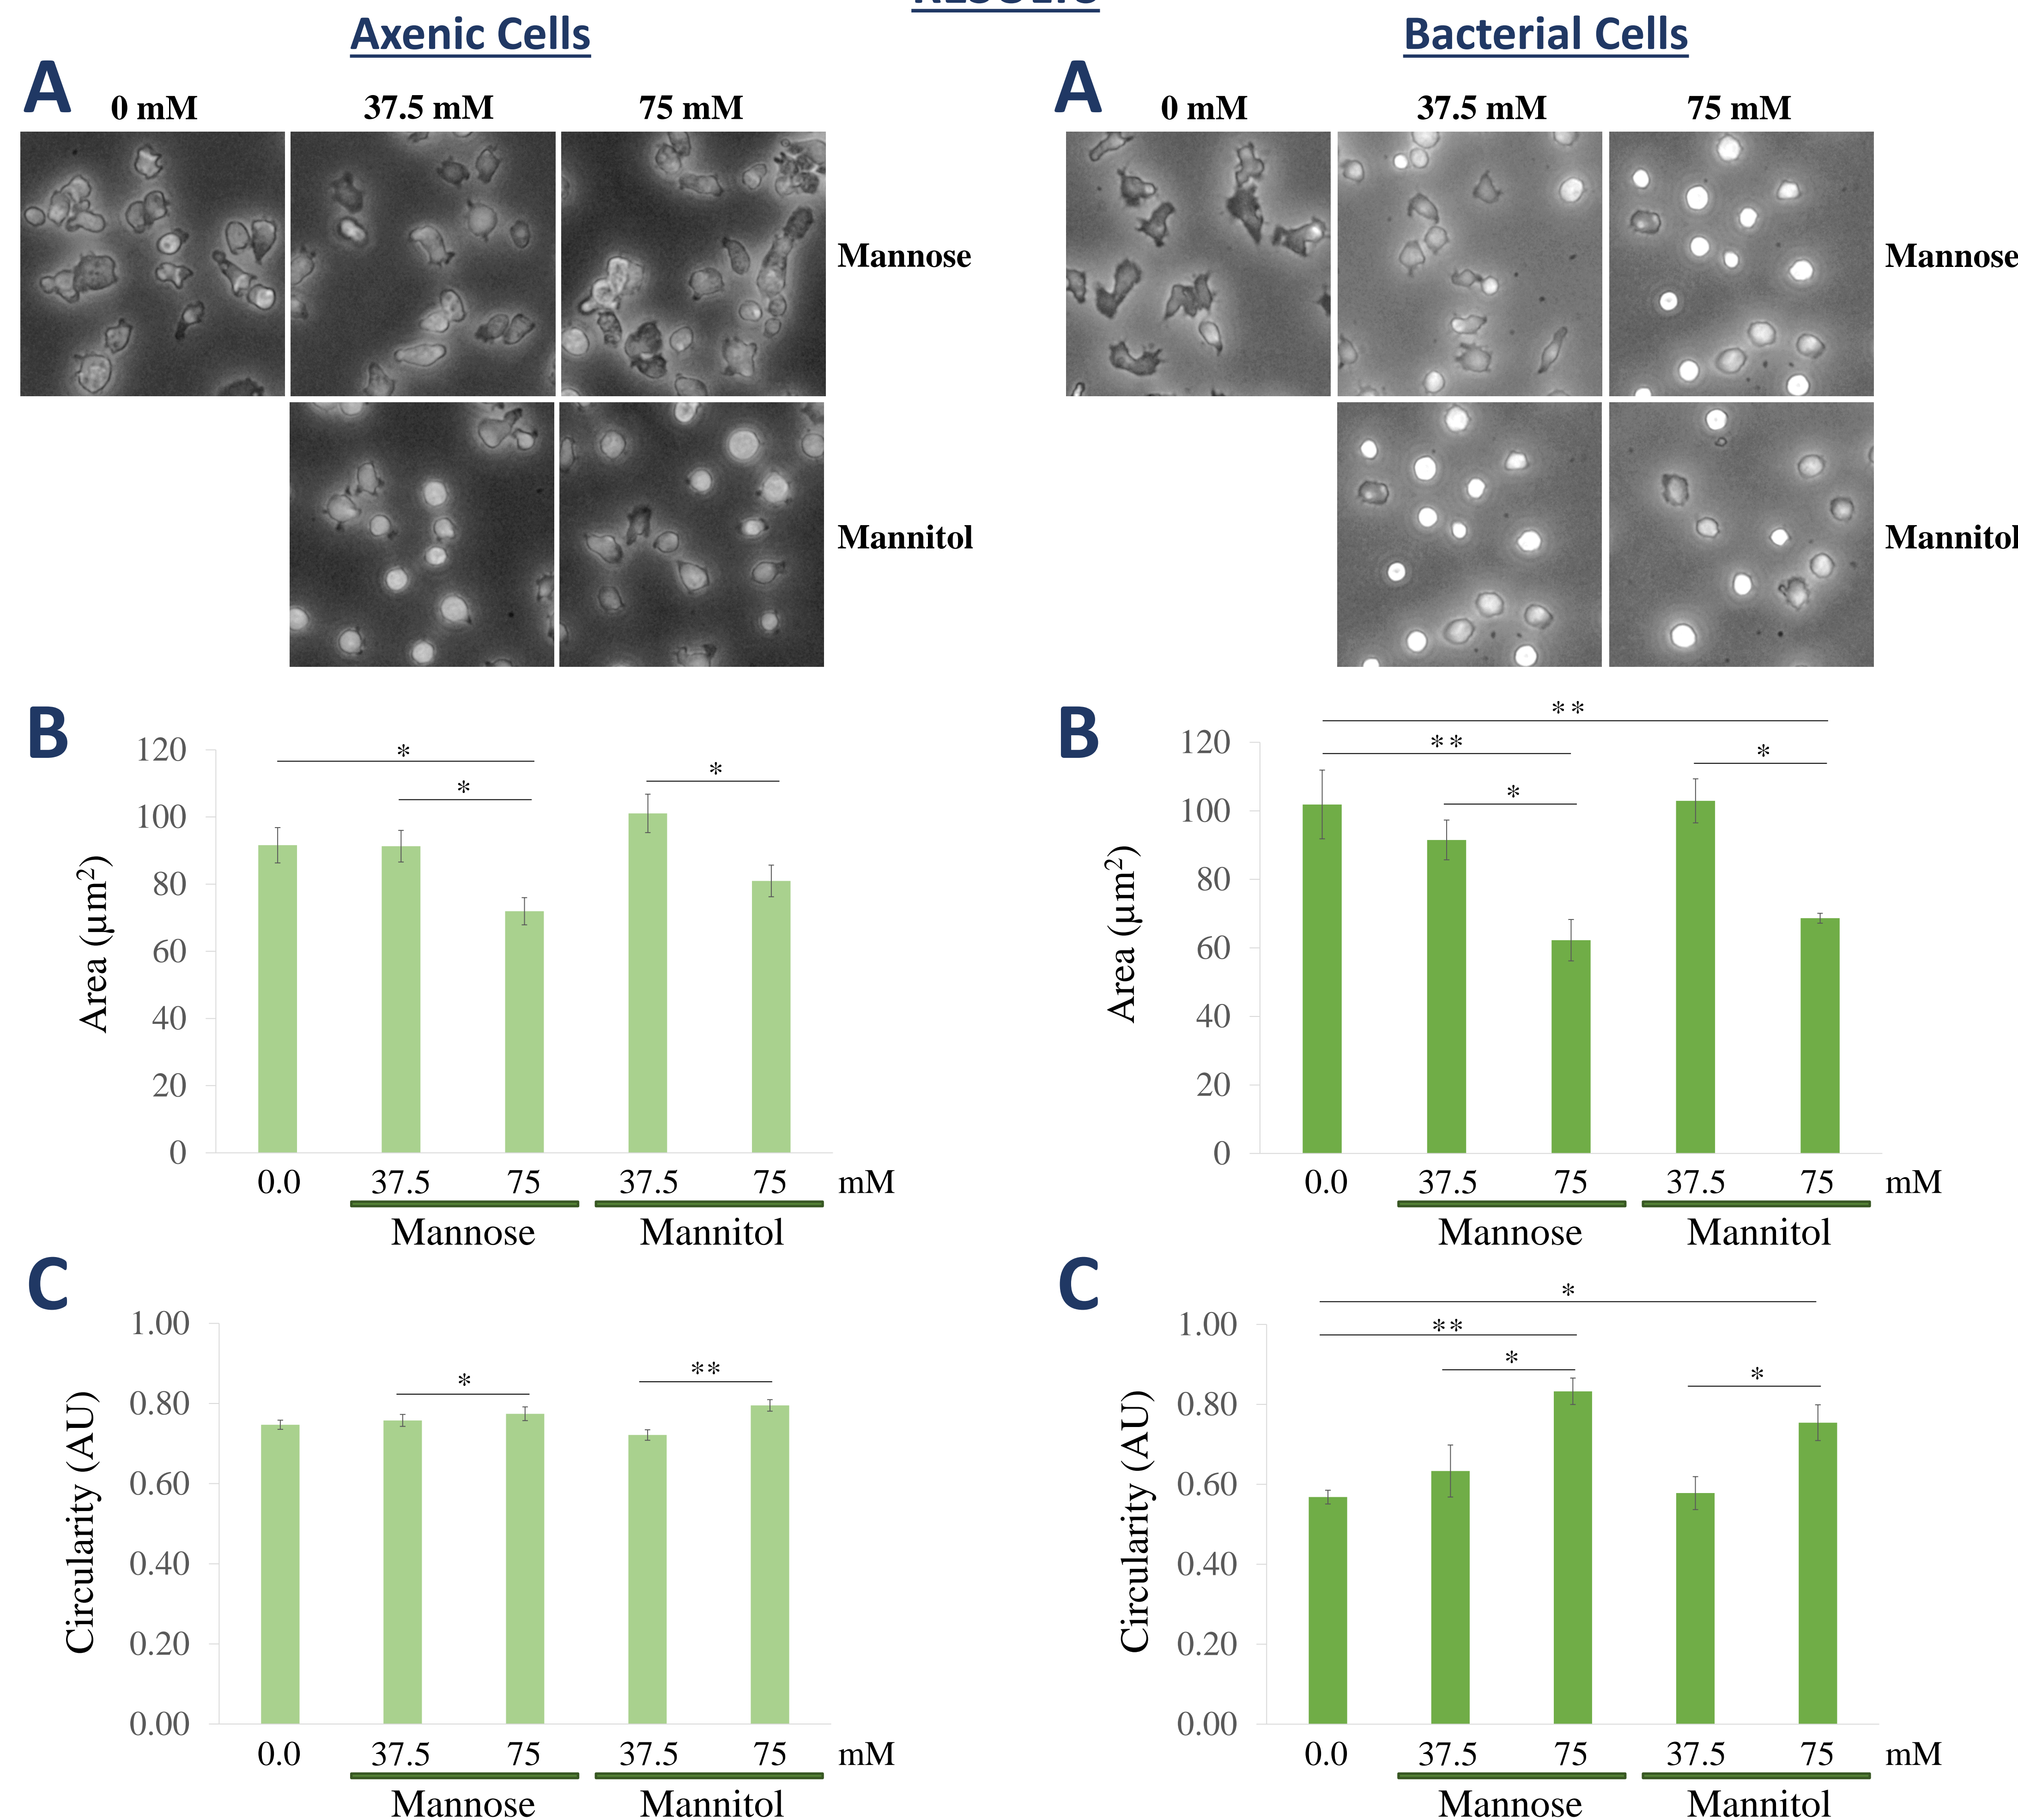 RESULTS
Axenic Cells
A
0 mM 37.5 mM 75 mM
Mannose
Mannitol
B
*
*
*
120
100
80
60
40
20
0
Area (µm²)
0.0 37.5 75 37.5 75 mM
Mannose Mannitol
C
*
**
1.00
0.80
0.60
0.40
0.20
0.00
Circularity (AU)
0.0 37.5 75 37.5 75 mM
Mannose Mannitol
Bacterial Cells
A
0 mM 37.5 mM 75 mM
Mannose
Mannitol
B
**
**
*
*
120
100
80
60
40
20
0
Area (µm²)
0.0 37.5 75 37.5 75 mM
Mannose Mannitol
C
*
**
*
*
1.00
0.80
0.60
0.40
0.20
0.00
Circularity (AU)
0.0 37.5 75 37.5 75 mM
Mannose Mannitol